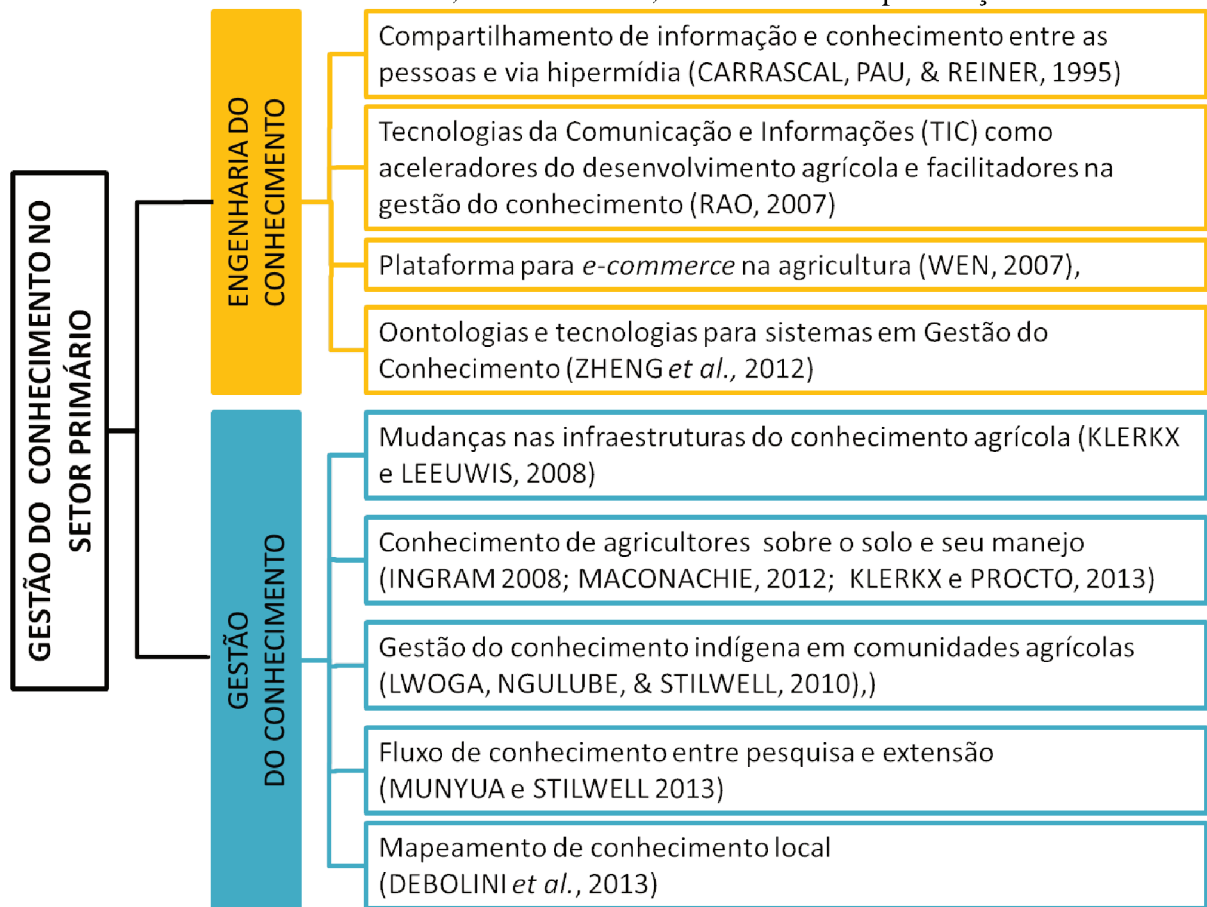 GESTÃO DO CONHECIMENTO NO
SETOR PRIMÁRIO
ENGENHARIA DO
CONHECIMENTO
Compartilhamento de informação e conhecimento entre as
pessoas e via hipermídia (CARRASCAL, PAU, & REINER, 1995)
Tecnologias da Comunicação e Informações (TIC) como
aceleradores do desenvolvimento agrícola e facilitadores na
gestão do conhecimento (RAO, 2007)
Plataforma para e-commerce na agricultura (WEN, 2007),
Oontologias e tecnologias para sistemas em Gestão do
Conhecimento (ZHENG et al., 2012)
GESTÃO
DO CONHECIMENTO
Mudanças nas infraestruturas do conhecimento agrícola (KLERKX
e LEEUWIS, 2008)
Conhecimento de agricultores sobre o solo e seu manejo
(INGRAM 2008; MACONACHIE, 2012; KLERKX e PROCTO, 2013)
Gestão do conhecimento indígena em comunidades agrícolas
(LWOGA, NGULUBE, & STILWELL, 2010),)
Fluxo de conhecimento entre pesquisa e extensão
(MUNYUA e STILWELL 2013)
Mapeamento de conhecimento local
(DEBOLINI et al., 2013)